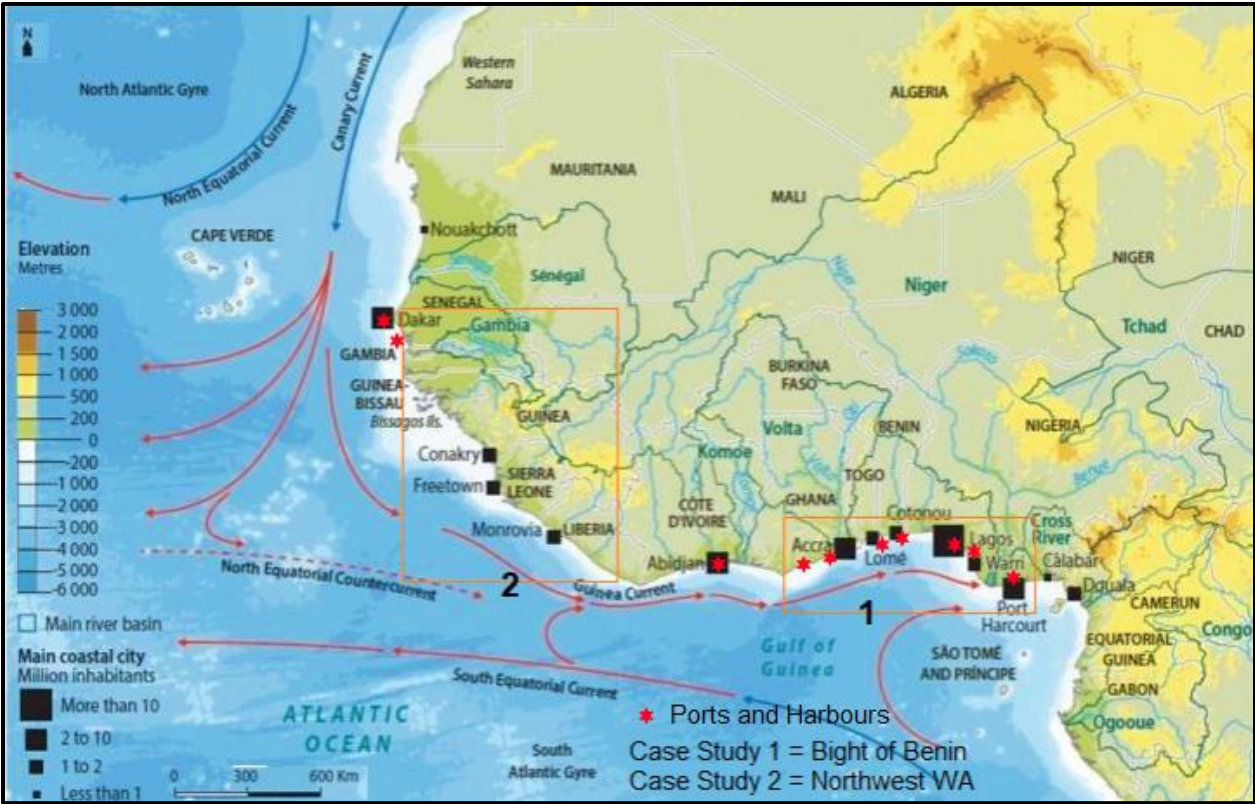 N
North Atlantic Gyre
North Equatorial Current
Canary Current
Western
Sahara
ALGERIA
MAURITANIA
MALI
CAPE VERDE
Nouakchott
Sénégal
Niger
Niger
NIGER
Tchad
CHAD
Elevation
Metres
3 000
2 000
1 500
1 000
500
200
0
-200
-1 000
-2 000
-3 000
-4 000
-5 000
-6 000
SENEGAL
Dakar
Gambia
GAMBIA
GUINEA-
BISSAU
Bissagos Ils.
GUINEA
BURKINA
FASO
Sokoto
NIGERIA
Benue
BENIN
Volta
Volta
Komoe
Komoe
TOGO
GHANA
CÔTE
D'IVOIRE
Conakry
Freetown
SIERRA
LEONE
Monrovia
LIBERIA
Abidjan
Accra
Lomé
Cotonou
Lagos
Warri
Cross
River
Calabar
Douala
Port
Harcourt
CAMERUN
Congo
EQUATORIAL
GUINEA
GABON
Ogooue
SÃO TOMÉ
AND PRÍNCIPE
2
1
North Equatorial Countercurrent
Guinea Current
Gulf of
Guinea
South Equatorial Current
Main river basin
Main coastal city
Million inhabitants
More than 10
2 to 10
1 to 2
Less than 1
ATLANTIC
OCEAN
0 300 600 Km
South
Atlantic Gyre
Ports and Harbours
Case Study 1 = Bight of Benin
Case Study 2 = Northwest WA